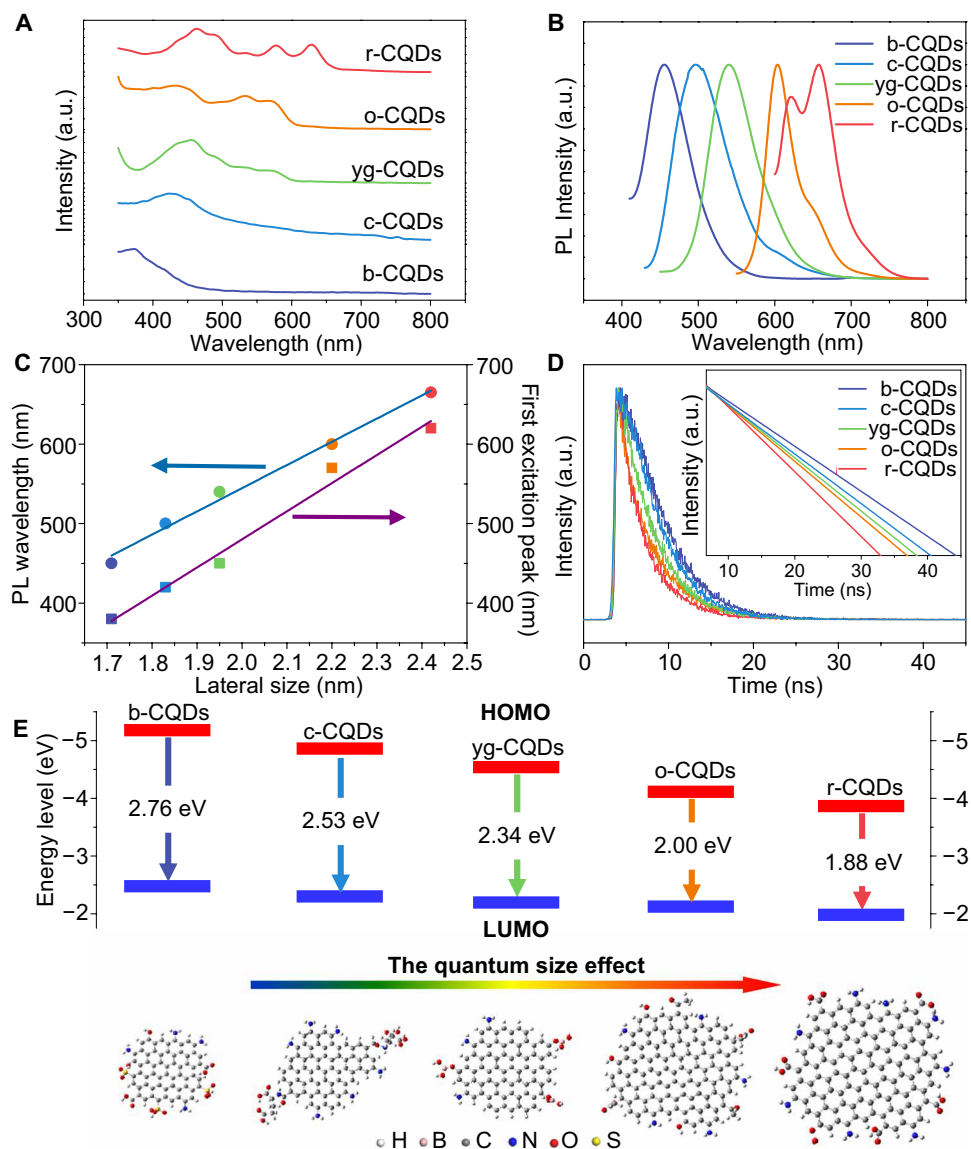 A
r-CQDs
o-CQDs
yg-CQDs
c-CQDs
b-CQDs
Intensity (a.u.)
300 400 500 600 700 800
Wavelength (nm)
B
b-CQDs
c-CQDs
yg-CQDs
o-CQDs
r-CQDs
PL Intensity (a.u.)
400 500 600 700 800
Wavelength (nm)
C
700
600
500
400
PL wavelength (nm)
700
600
500
400
First excitation peak (nm)
1.7 1.8 1.9 2.0 2.1 2.2 2.3 2.4 2.5
Lateral size (nm)
D
Intensity (a.u.)
b-CQDs
c-CQDs
yg-CQDs
o-CQDs
r-CQDs
Intensity (a.u.)
10 20 30 40
Time (ns)
0 5 10 15 20 25 30 35 40 45
Time (ns)
E
HOMO
b-CQDs
c-CQDs
yg-CQDs
o-CQDs
r-CQDs
Energy level (eV)
−5
−4
−3
−2
2.76 eV
2.53 eV
2.34 eV
2.00 eV
1.88 eV
−5
−4
−3
−2
LUMO
The quantum size effect
H B C N O S